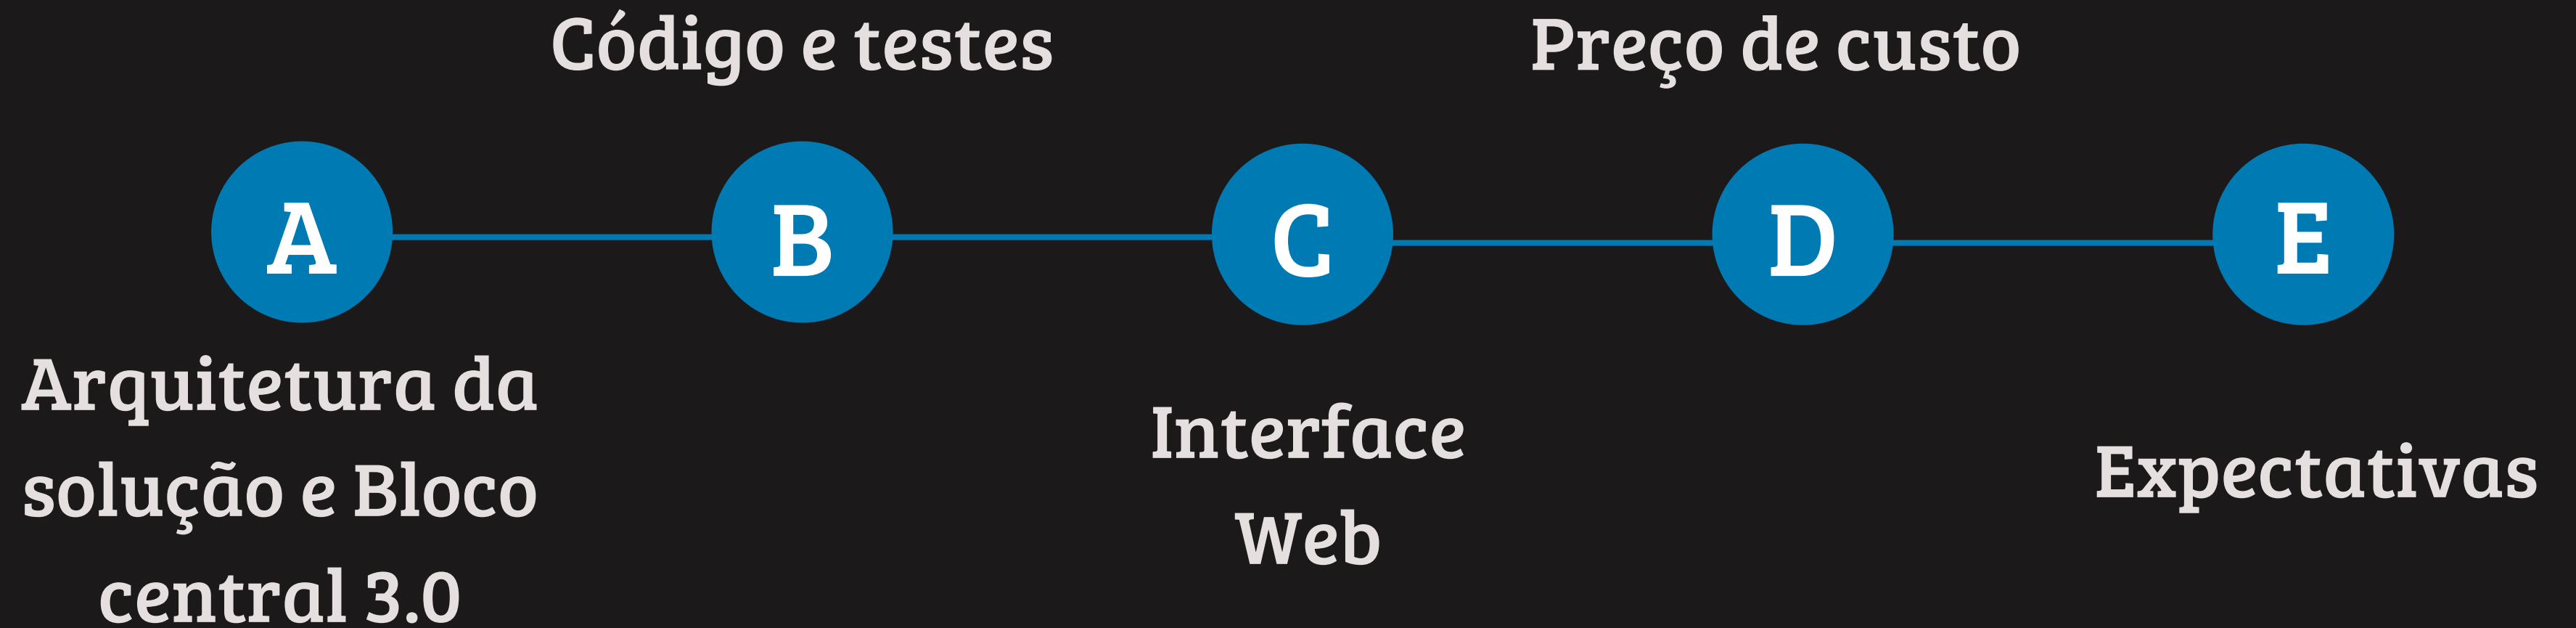 Código e testes
Preço de custo
A
B
C
D
E
Arquitetura da
solução e Bloco
central 3.0
Interface
Web
Expectativas